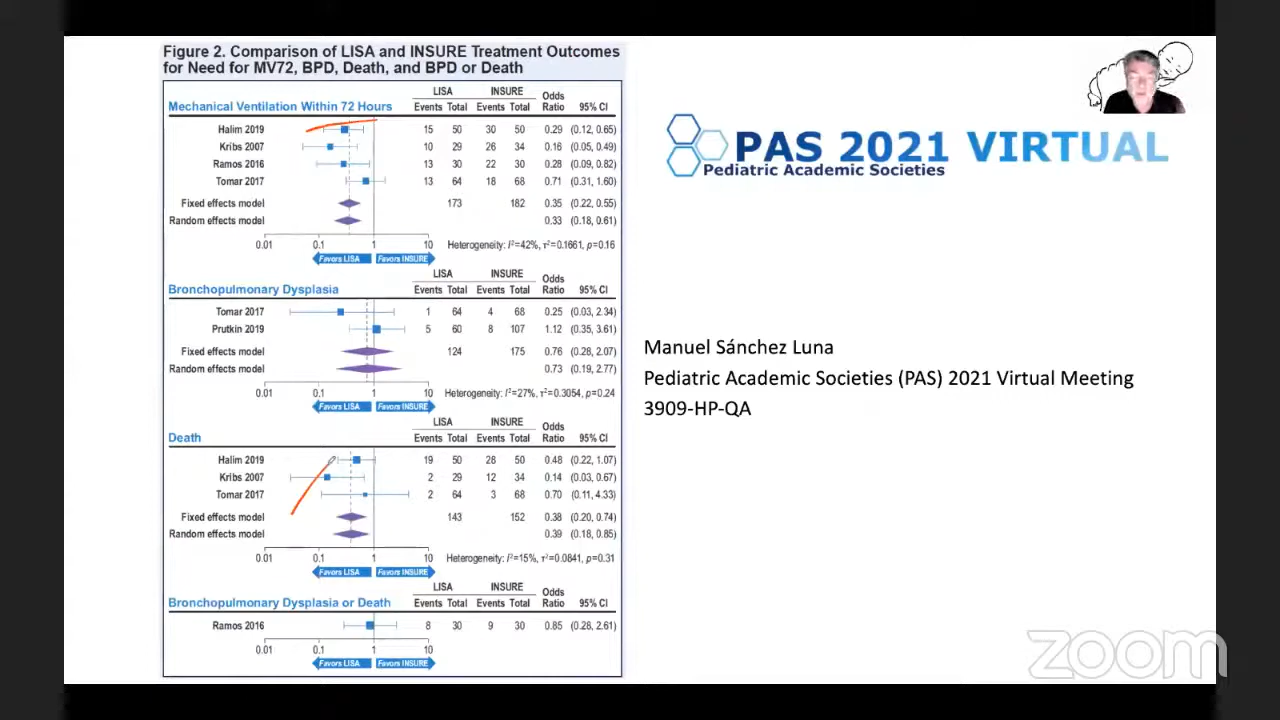 Figure 2. Comparison of LISA and INSURE Treatment Outcomes
for Need for MV72, BPD, Death, and BPD or Death
LISA INSURE Odds
Mechanical Ventilation Within 72 Hours Events Total Events Total Ratio 95% CI
Halim 2019 15 50 30 50 0.29 (0.12, 0.65)
Kribs 2007 10 29 26 34 0.16 (0.05, 0.49)
Ramos 2016 13 30 22 30 0.28 (0.09, 0.82)
Tomar 2017 13 64 18 68 0.71 (0.31, 1.60)
Fixed effects model 173 182 0.35 (0.22, 0.55)
Random effects model 0.33 (0.18, 0.61)
0.01 0.1 1 10 Heterogeneity: I²=42%, τ²=0.1661, p=0.16
Favors LISA Favors INSURE
LISA INSURE Odds
Bronchopulmonary Dysplasia Events Total Events Total Ratio 95% CI
Tomar 2017 1 64 4 68 0.25 (0.03, 2.34)
Prutkin 2019 5 60 8 107 1.12 (0.35, 3.61)
Fixed effects model 124 175 0.76 (0.28, 2.07)
Random effects model 0.73 (0.19, 2.77)
0.01 0.1 1 10 Heterogeneity: I²=27%, τ²=0.3054, p=0.24
Favors LISA Favors INSURE
LISA INSURE Odds
Death Events Total Events Total Ratio 95% CI
Halim 2019 19 50 28 50 0.48 (0.22, 1.07)
Kribs 2007 2 29 12 34 0.14 (0.03, 0.67)
Tomar 2017 2 64 3 68 0.70 (0.11, 4.33)
Fixed effects model 143 152 0.38 (0.20, 0.74)
Random effects model 0.39 (0.18, 0.85)
0.01 0.1 1 10 Heterogeneity: I²=15%, τ²=0.0841, p=0.31
Favors LISA Favors INSURE
LISA INSURE Odds
Bronchopulmonary Dysplasia or Death Events Total Events Total Ratio 95% CI
Ramos 2016 8 30 9 30 0.85 (0.28, 2.61)
0.01 0.1 1 10
Favors LISA Favors INSURE
PAS 2021 VIRTUAL
Pediatric Academic Societies
Manuel Sánchez Luna
Pediatric Academic Societies (PAS) 2021 Virtual Meeting
3909-HP-QA
zoom